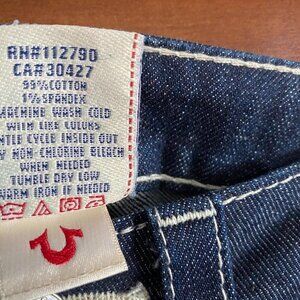 RN#112790
CA#30427
99% COTTON
1% SPANDEX
MACHINE WASH COLD
WITH LIKE COLORS
CYCLE INSIDE OUT
NON-CHLORINE BLEACH
WHEN NEEDED
TUMBLE DRY LOW
WARM IRON IF NEEDED